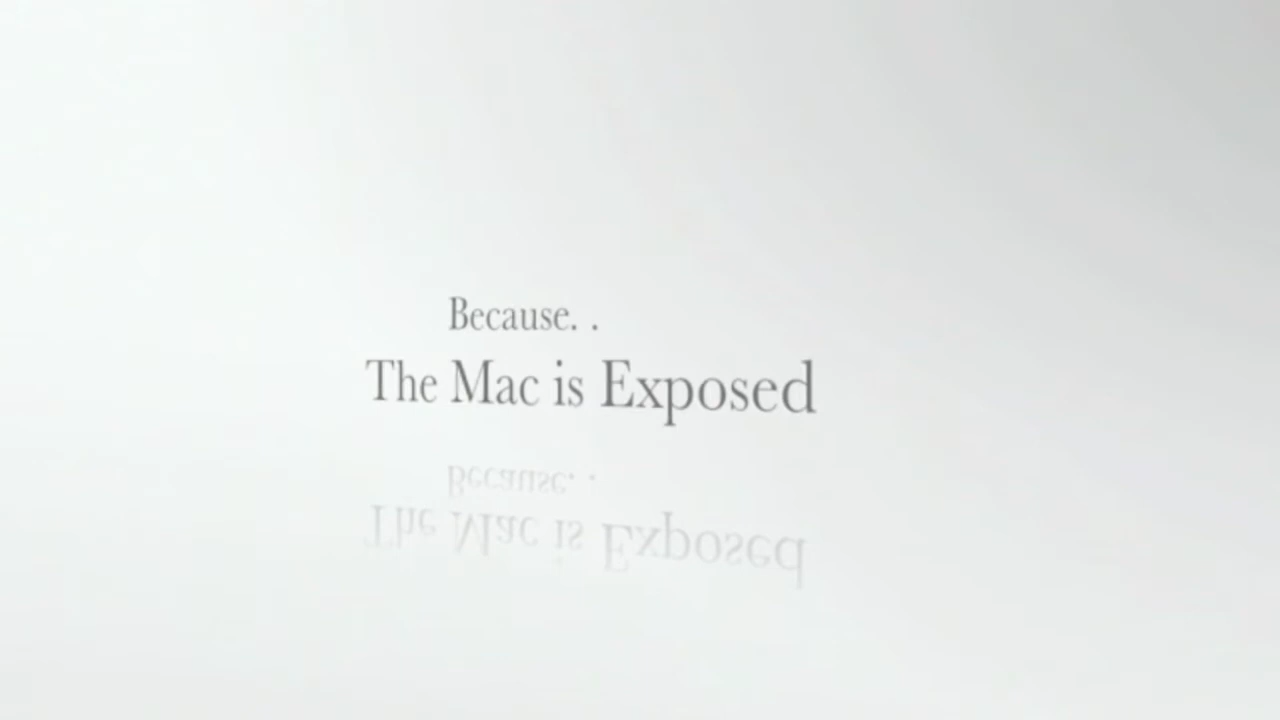 Because. .
The Mac is Exposed